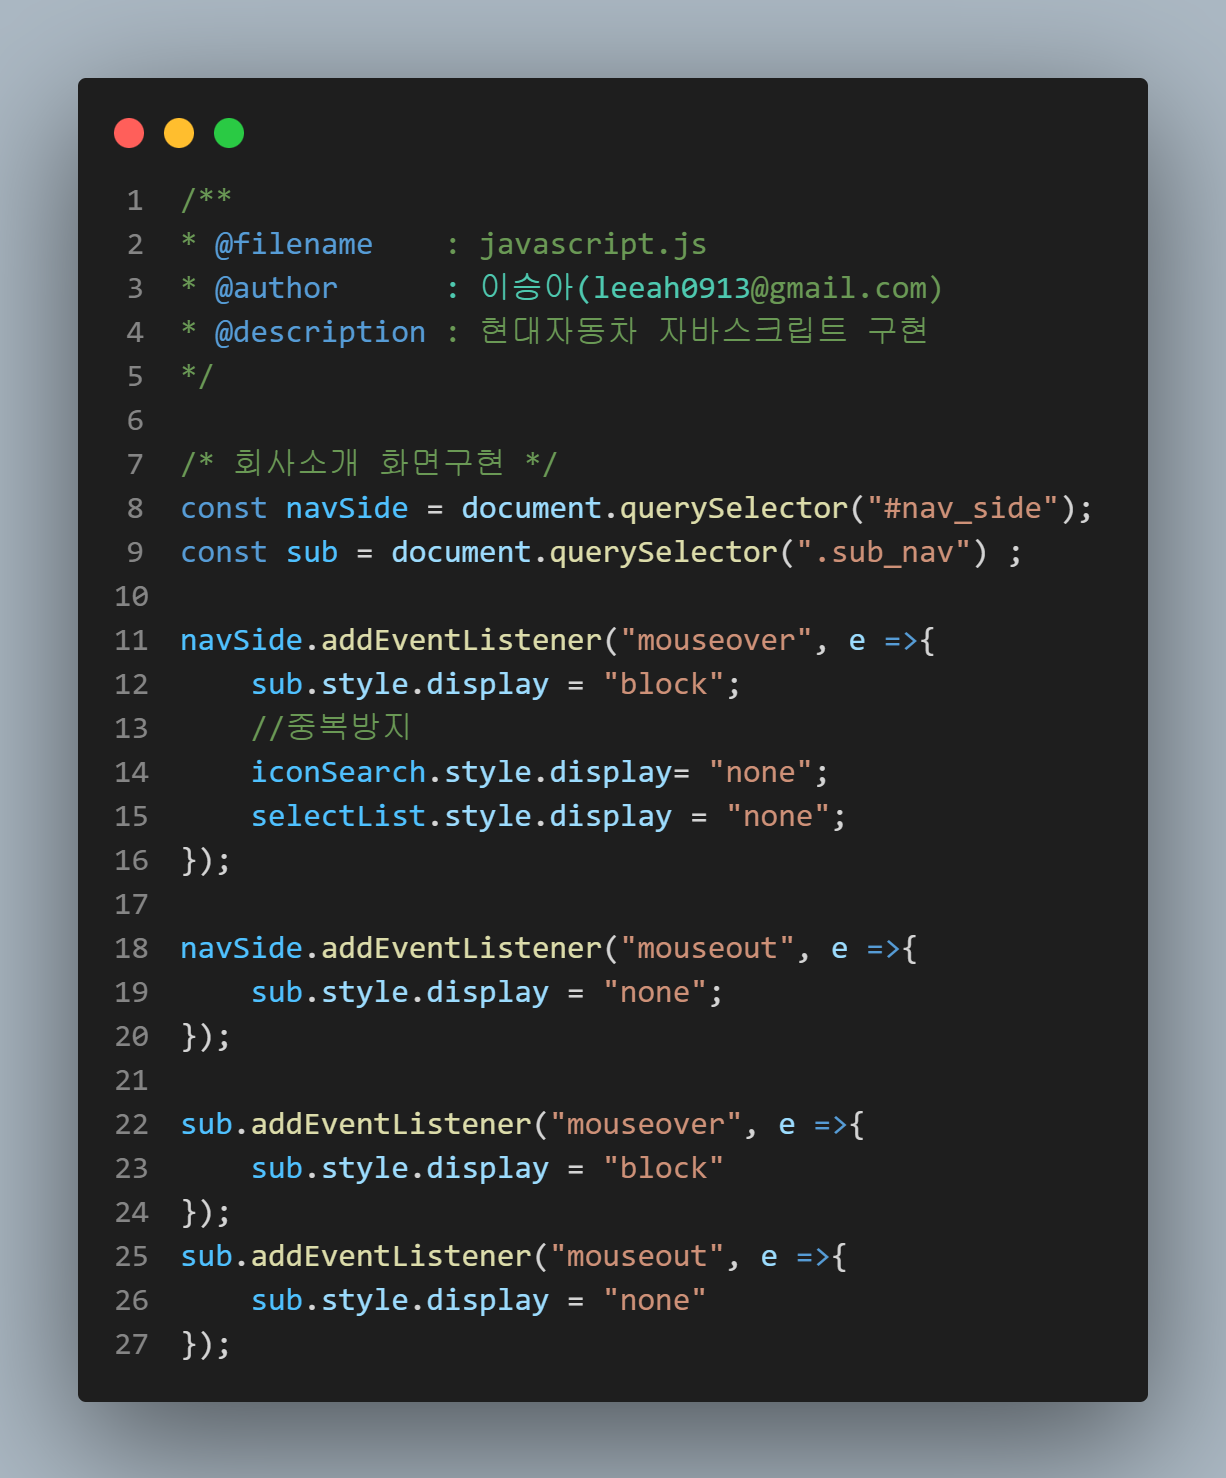 1 /**
2 * @filename    : javascript.js
3 * @author      : 이승아(leeah0913@gmail.com)
4 * @description : 현대자동차 자바스크립트 구현
5 */
6
7 /* 회사소개 화면구현 */
8 const navSide = document.querySelector("#nav_side");
9 const sub = document.querySelector(".sub_nav") ;
10
11 navSide.addEventListener("mouseover", e =>{
12     sub.style.display = "block";
13     //중복방지
14     iconSearch.style.display= "none";
15     selectList.style.display = "none";
16 });
17
18 navSide.addEventListener("mouseout", e =>{
19     sub.style.display = "none";
20 });
21
22 sub.addEventListener("mouseover", e =>{
23     sub.style.display = "block"
24 });
25 sub.addEventListener("mouseout", e =>{
26     sub.style.display = "none"
27 });